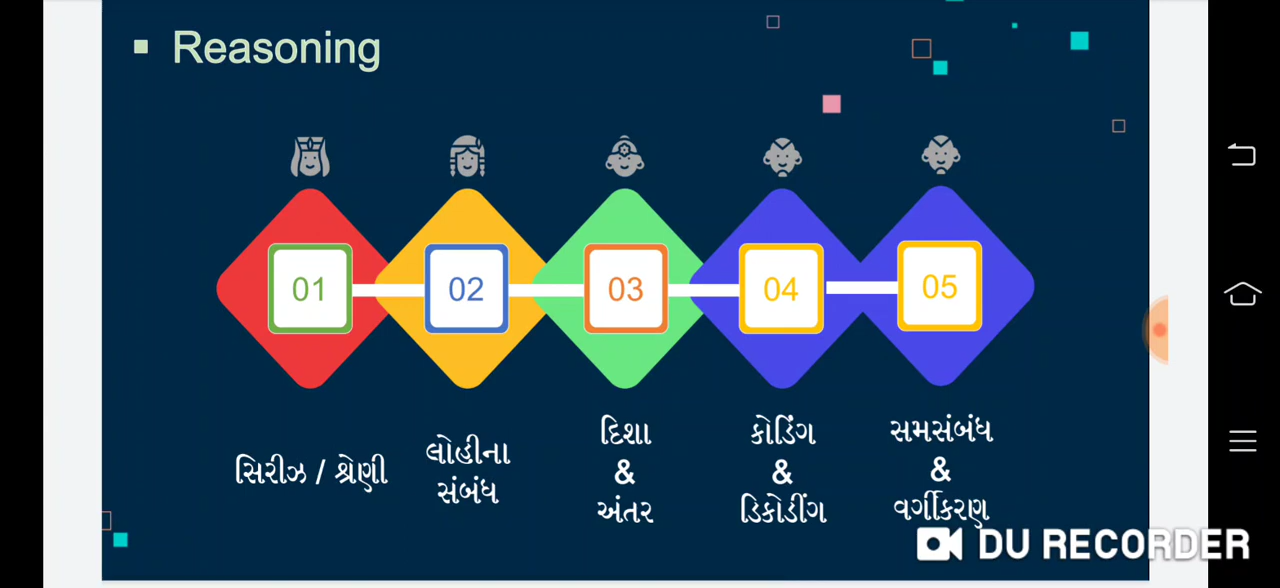 Reasoning
01
02
03
04
05
સિરીઝ / શ્રેણી
લોહીના
સંબંધ
દિશા
&
અંતર
કોડિંગ
&
ડિકોડીંગ
સમસંબંધ
&
વર્ગીકરણ
DU RECORDER